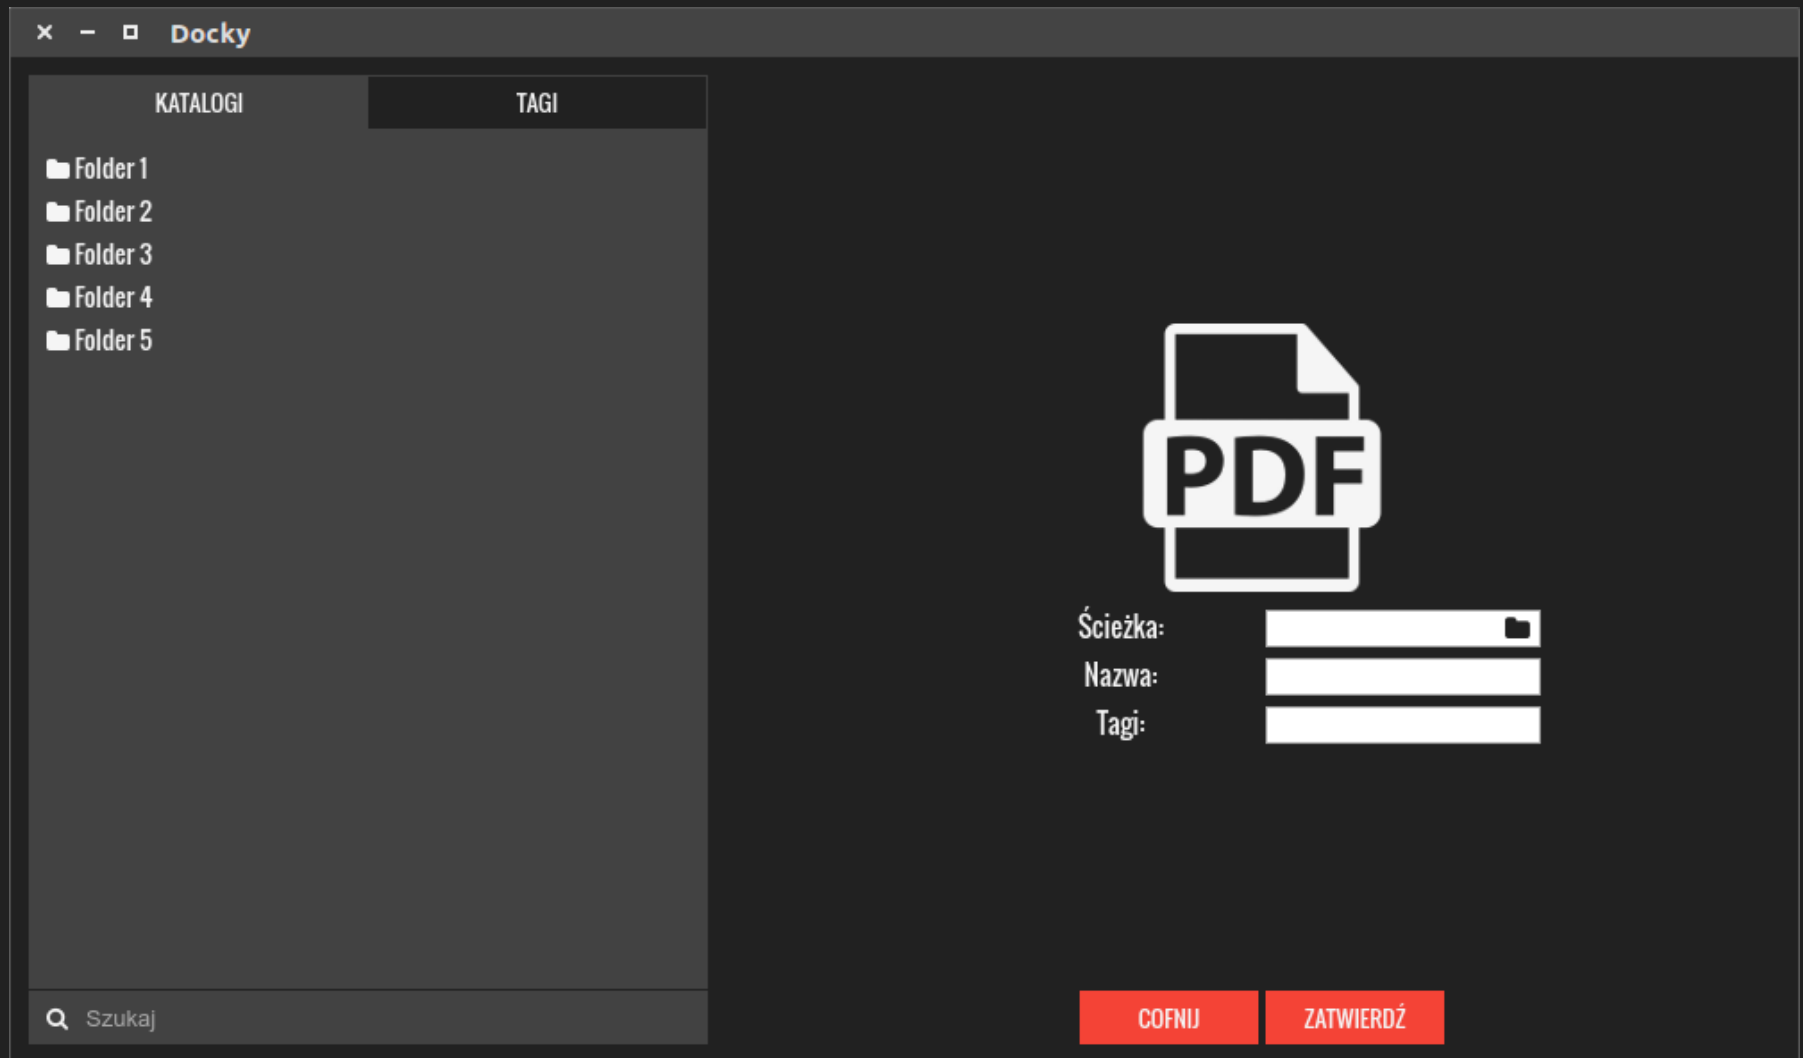 Docky
KATALOGI
TAGI
Folder 1
Folder 2
Folder 3
Folder 4
Folder 5
Szukaj
PDF
Ścieżka:
Nazwa:
Tagi:
COFNIJ
ZATWIERDŹ